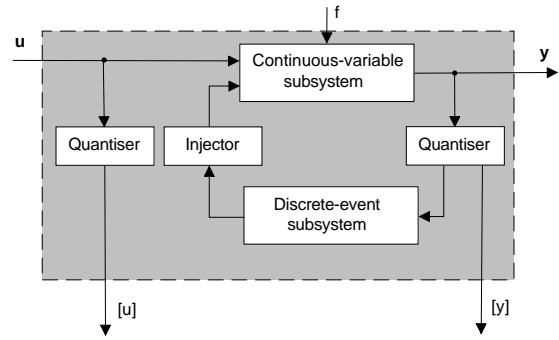 f
u
Continuous-variable
subsystem
y
Quantiser
Injector
Quantiser
Discrete-event
subsystem
[u]
[y]